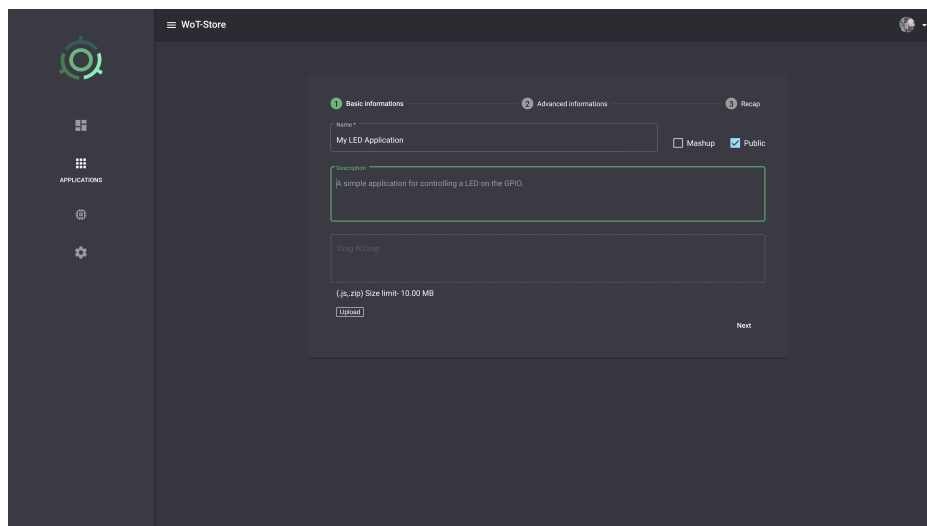 WoT-Store
1 Basic informations 2 Advanced informations 3 Recap
Name *
My LED Application
Mashup Public
APPLICATIONS
Description
A simple application for controlling a LED on the GPIO.
Drag N Drop
(.js,.zip) Size limit- 10.00 MB
Upload
Next